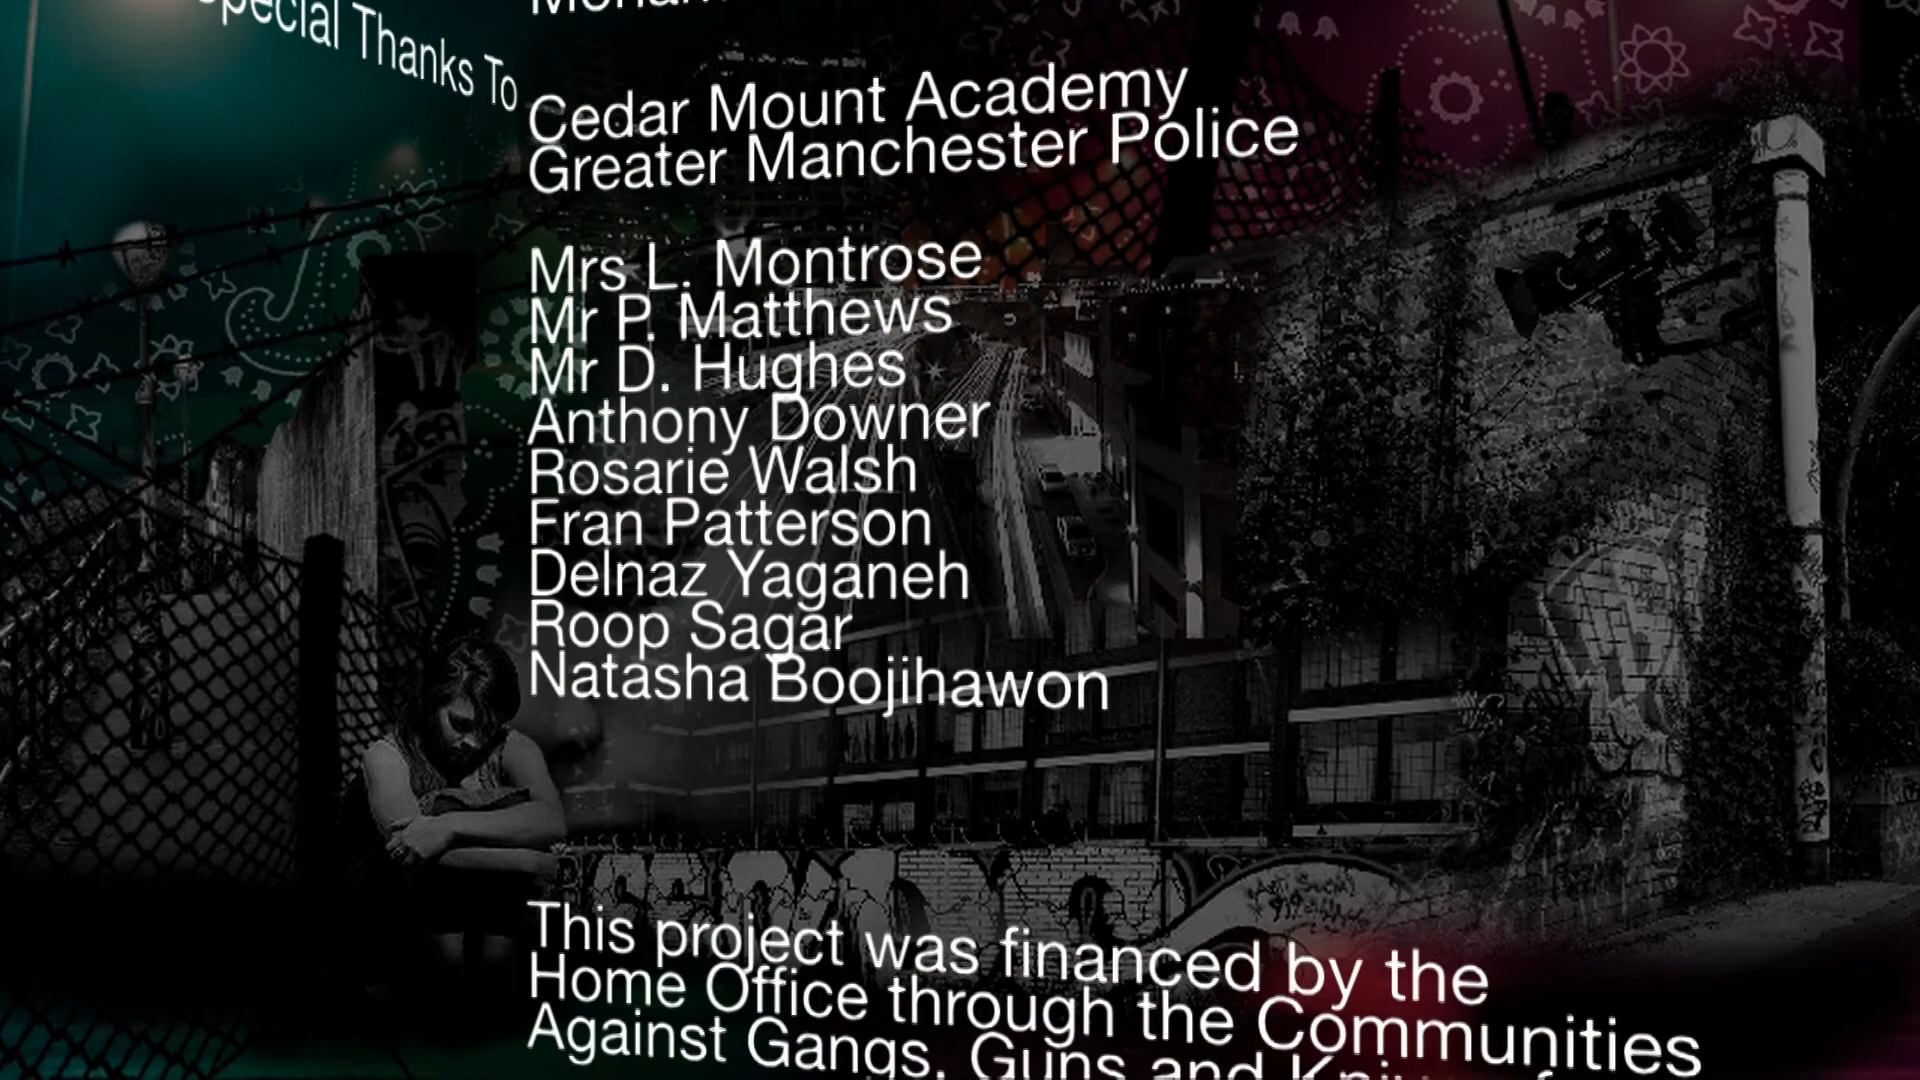 Special Thanks To
Cedar Mount Academy
Greater Manchester Police
Mrs L. Montrose
Mr P. Matthews
Mr D. Hughes
Anthony Downer
Rosarie Walsh
Fran Patterson
Delnaz Yaganeh
Roop Sagar
Natasha Boojihawon
This project was financed by the
Home Office through the Communities
Against Gangs, Guns and